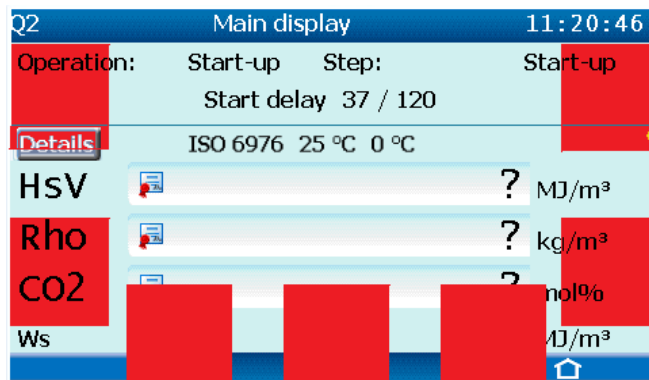 Q2 Main display 11:20:46
Operation: Start-up Step: Start-up
Start delay 37 / 120
Details ISO 6976 25 °C 0 °C
HsV ? MJ/m³
Rho ? kg/m³
CO2 ? mol%
Ws MJ/m³